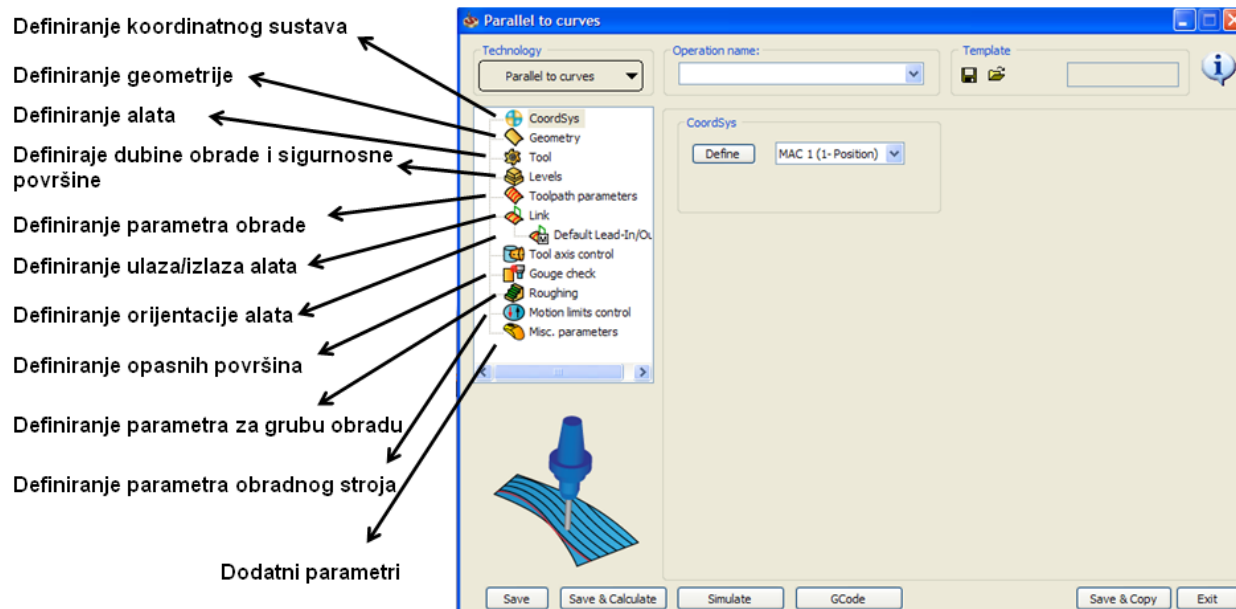 Definiranje koordinatnog sustava
Definiranje geometrije
Definiranje alata
Definiraje dubine obrade i sigurnosne
površine
Definiranje parametra obrade
Definiranje ulaza/izlaza alata
Definiranje orijentacije alata
Definiranje opasnih površina
Definiranje parametra za grubu obradu
Definiranje parametra obradnog stroja
Dodatni parametri
Parallel to curves
Technology
Parallel to curves
Operation name:
Template
CoordSys
Geometry
Tool
Levels
Toolpath parameters
Link
Default Lead-In/Ou
Tool axis control
Gouge check
Roughing
Motion limits control
Misc. parameters
CoordSys
Define
MAC 1 (1- Position)
Save
Save & Calculate
Simulate
GCode
Save & Copy
Exit